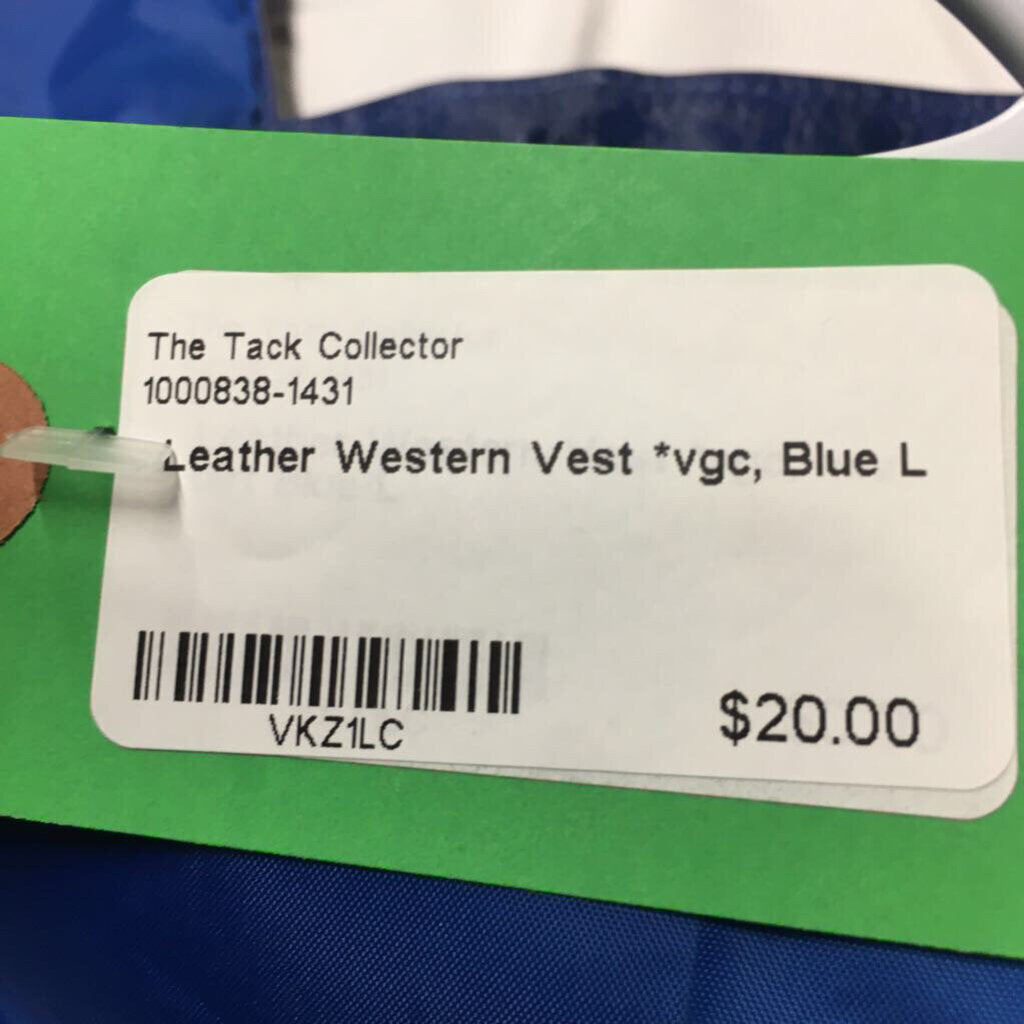 The Tack Collector
1000838-1431
Leather Western Vest *vgc, Blue L
VKZ1LC
$20.00